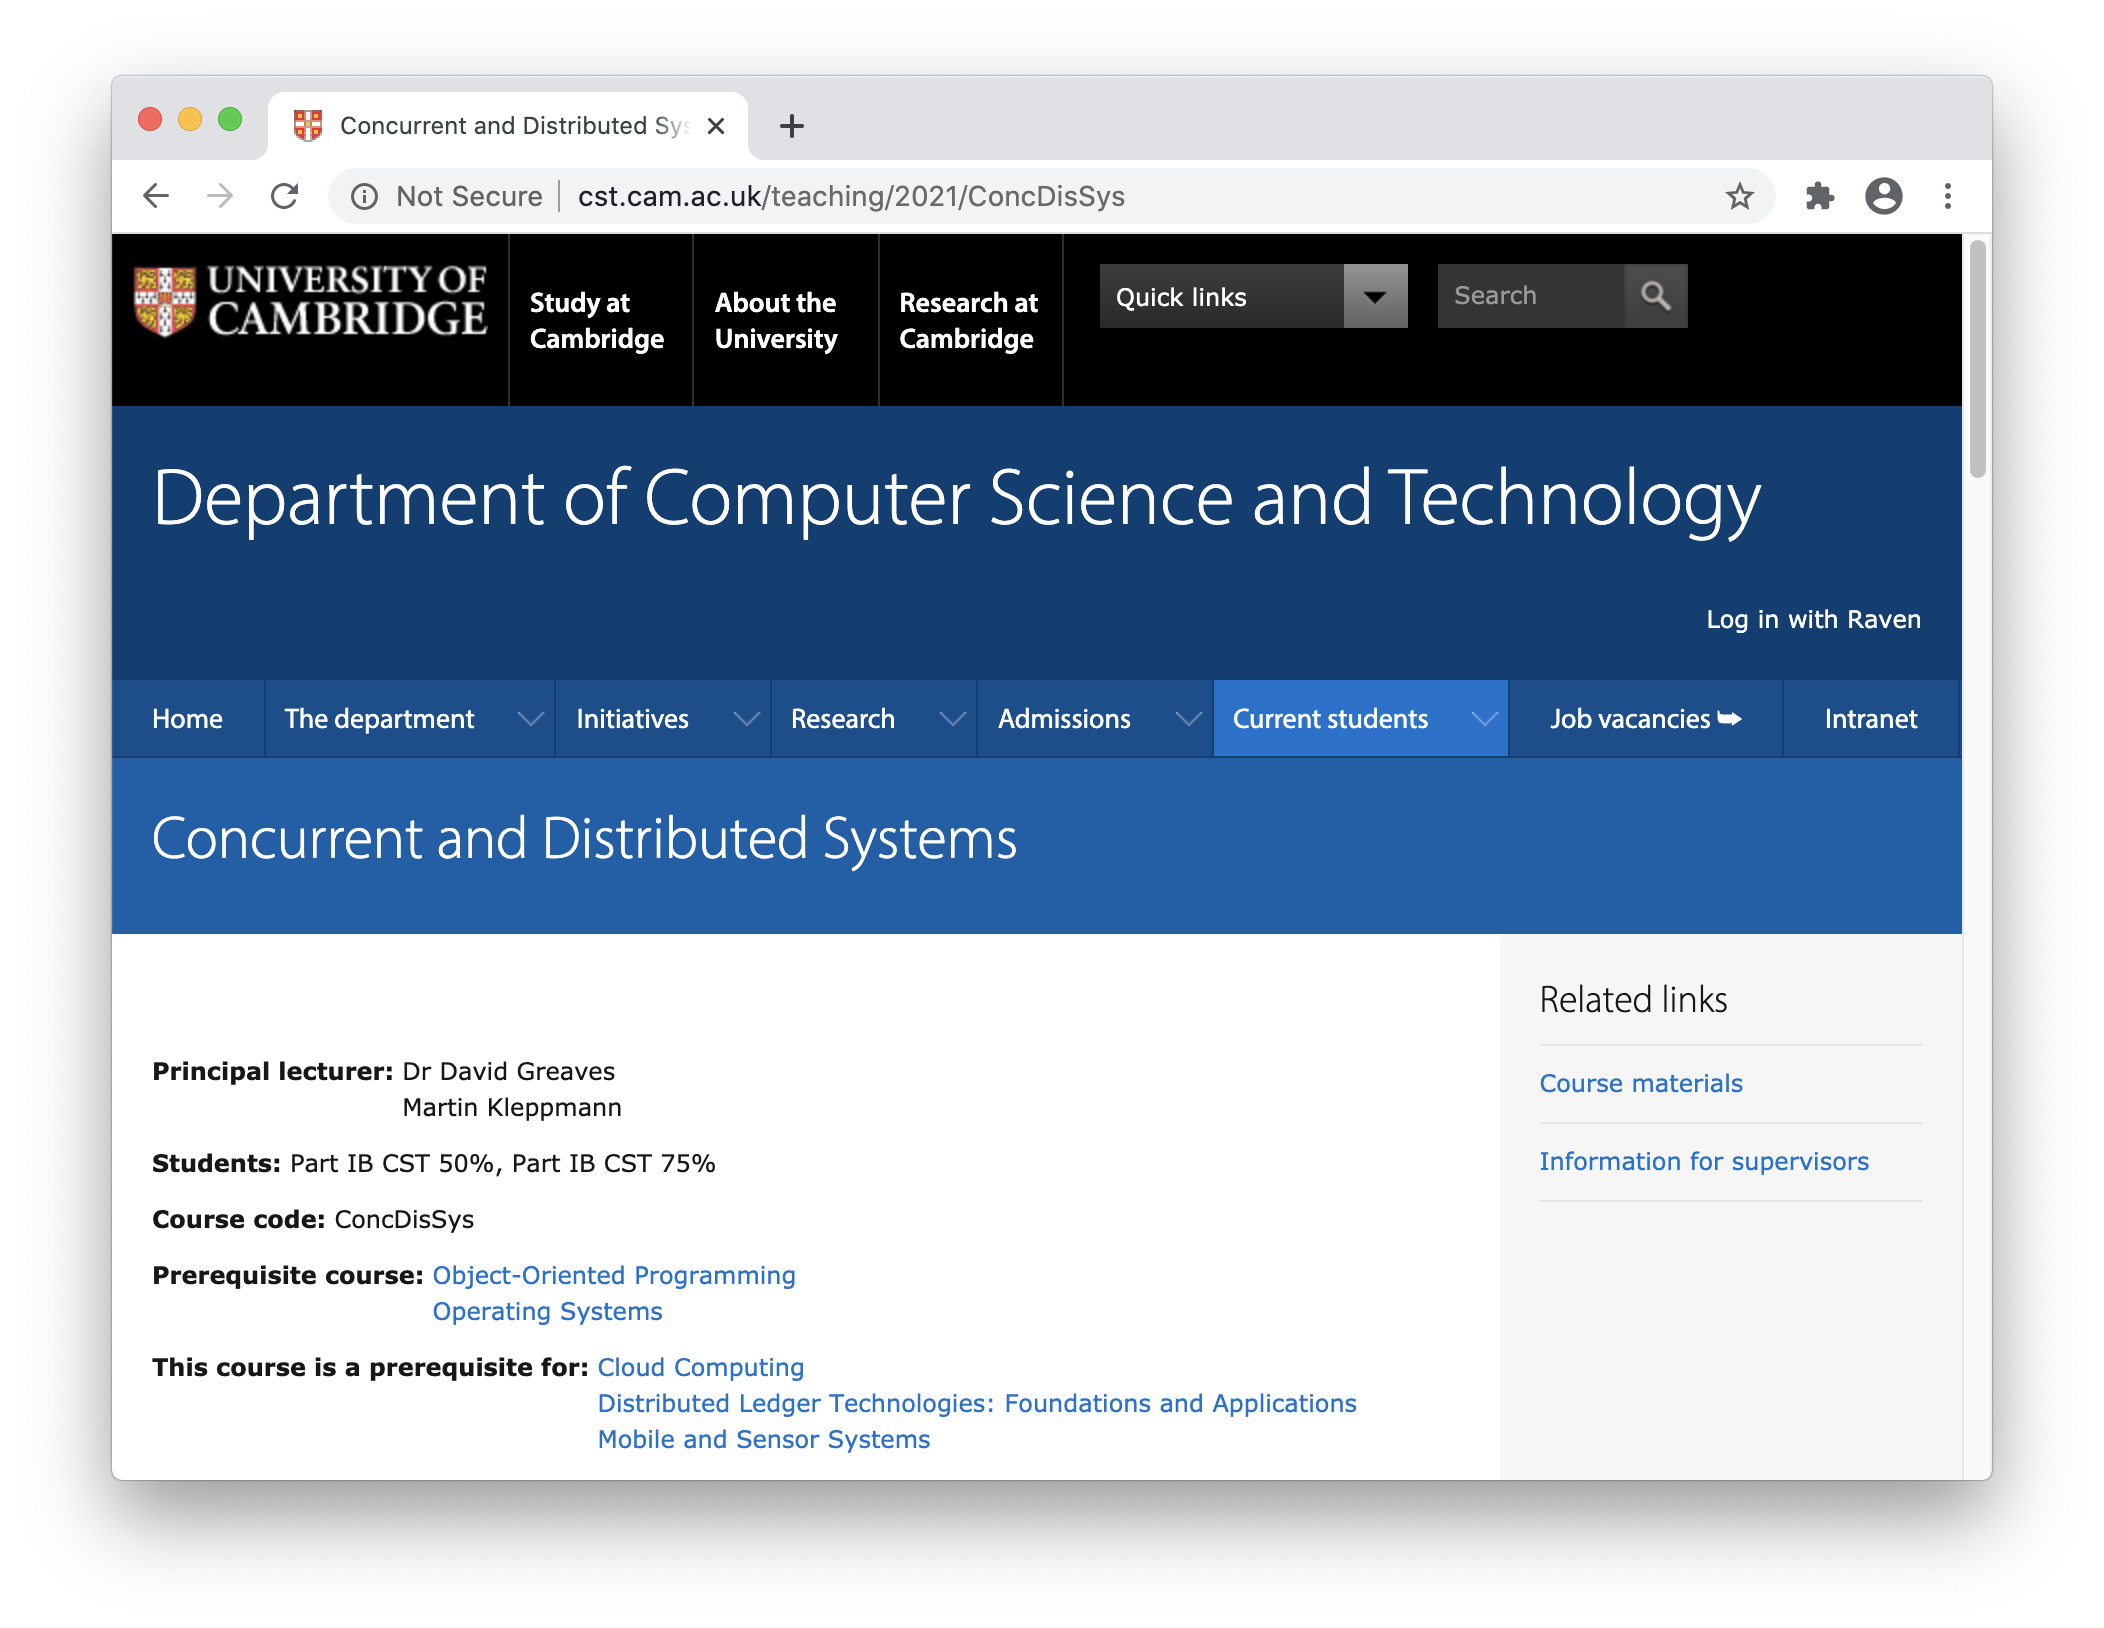 Concurrent and Distributed Sys
Not Secure
cst.cam.ac.uk/teaching/2021/ConcDisSys
UNIVERSITY OF
CAMBRIDGE
Study at
Cambridge
About the
University
Research at
Cambridge
Quick links
Search
Department of Computer Science and Technology
Log in with Raven
Home
The department
Initiatives
Research
Admissions
Current students
Job vacancies
Intranet
Concurrent and Distributed Systems
Principal lecturer: Dr David Greaves
Martin Kleppmann
Students: Part IB CST 50%, Part IB CST 75%
Course code: ConcDisSys
Prerequisite course: Object-Oriented Programming
Operating Systems
This course is a prerequisite for: Cloud Computing
Distributed Ledger Technologies: Foundations and Applications
Mobile and Sensor Systems
Related links
Course materials
Information for supervisors